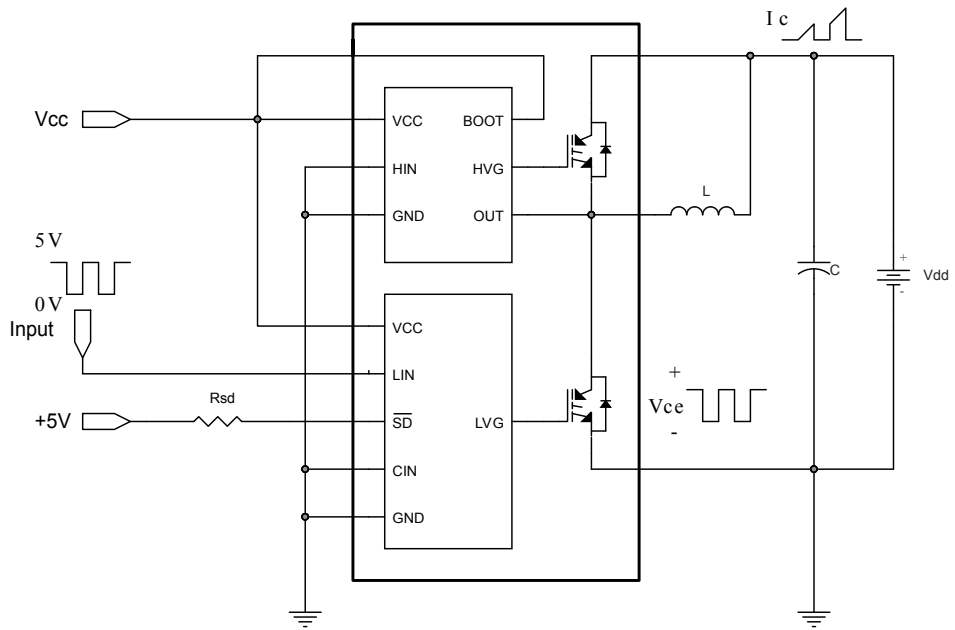 I c
Vcc
VCC
BOOT
HIN
HVG
GND
OUT
L
5V
0V
Input
C
+
Vdd
-
VCC
LIN
+5V
Rsd
SD
LVG
CIN
GND
+
Vce
-